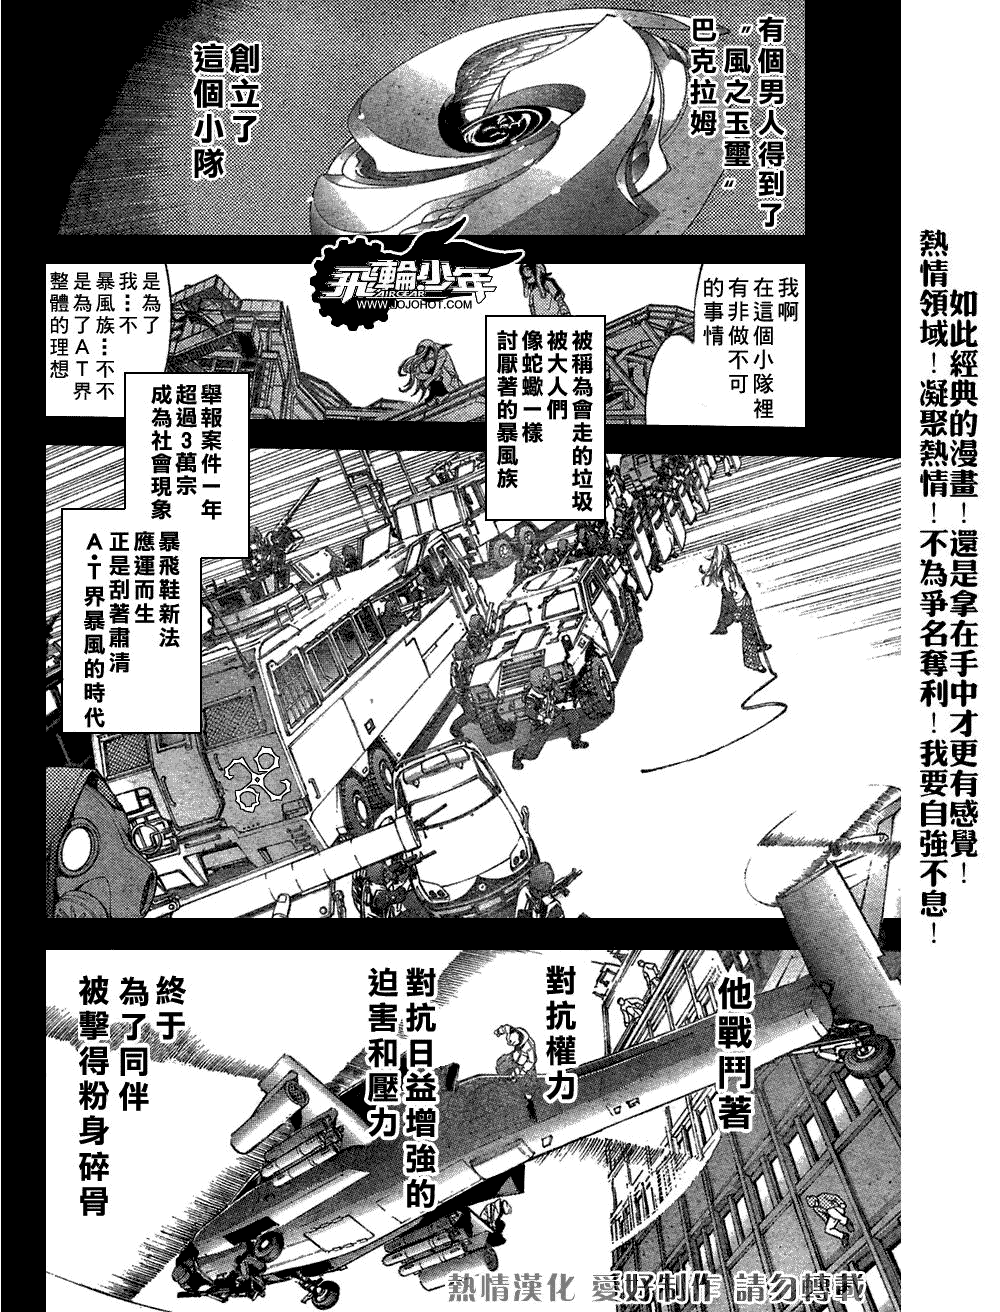 有個男人得到了
〝風之玉璽〞
巴克拉姆
創立了
這個小隊
飛輪少年
AIRGEAR
WWW.JOJOHOT.COM
我啊
在這個小隊裡
有非做不可
的事情
是為了
我…不
暴風族…不不
是為了ＡＴ界
整體的理想
被稱為會走的垃圾
被大人們
像蛇蠍一樣
討厭著的暴風族
舉報案件一年
超過3萬宗
成為社會現象
暴飛鞋新法
應運而生
正是刮著肅清
A・T界暴風的時代
他戰鬥著
對抗權力
對抗日益增強的
迫害和壓力
終于
為了同伴
被擊得粉身碎骨
如此經典的漫畫！還是拿在手中才更有感覺！
熱情領域！凝聚熱情！不為爭名奪利！我要自強不息！
熱情漢化 愛好制作 請勿轉載